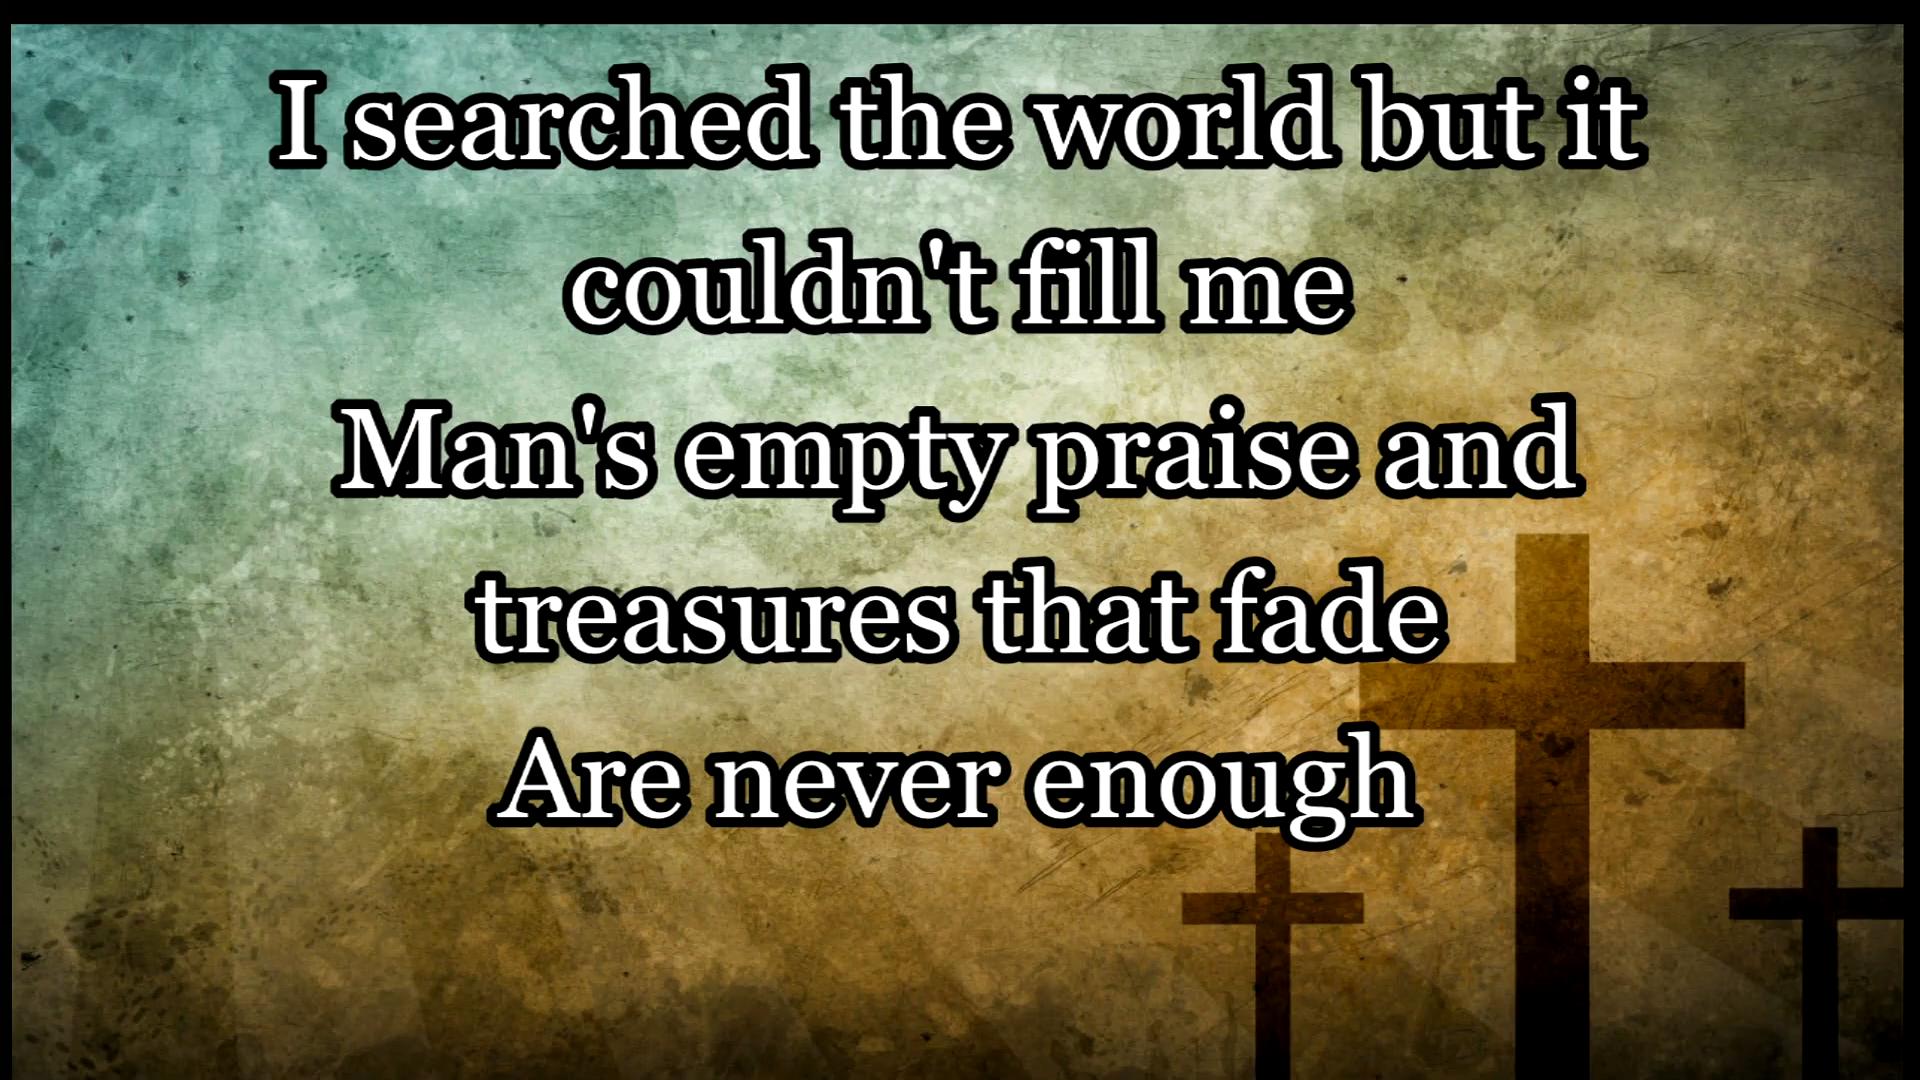 I searched the world but it
couldn't fill me
Man's empty praise and
treasures that fade
Are never enough